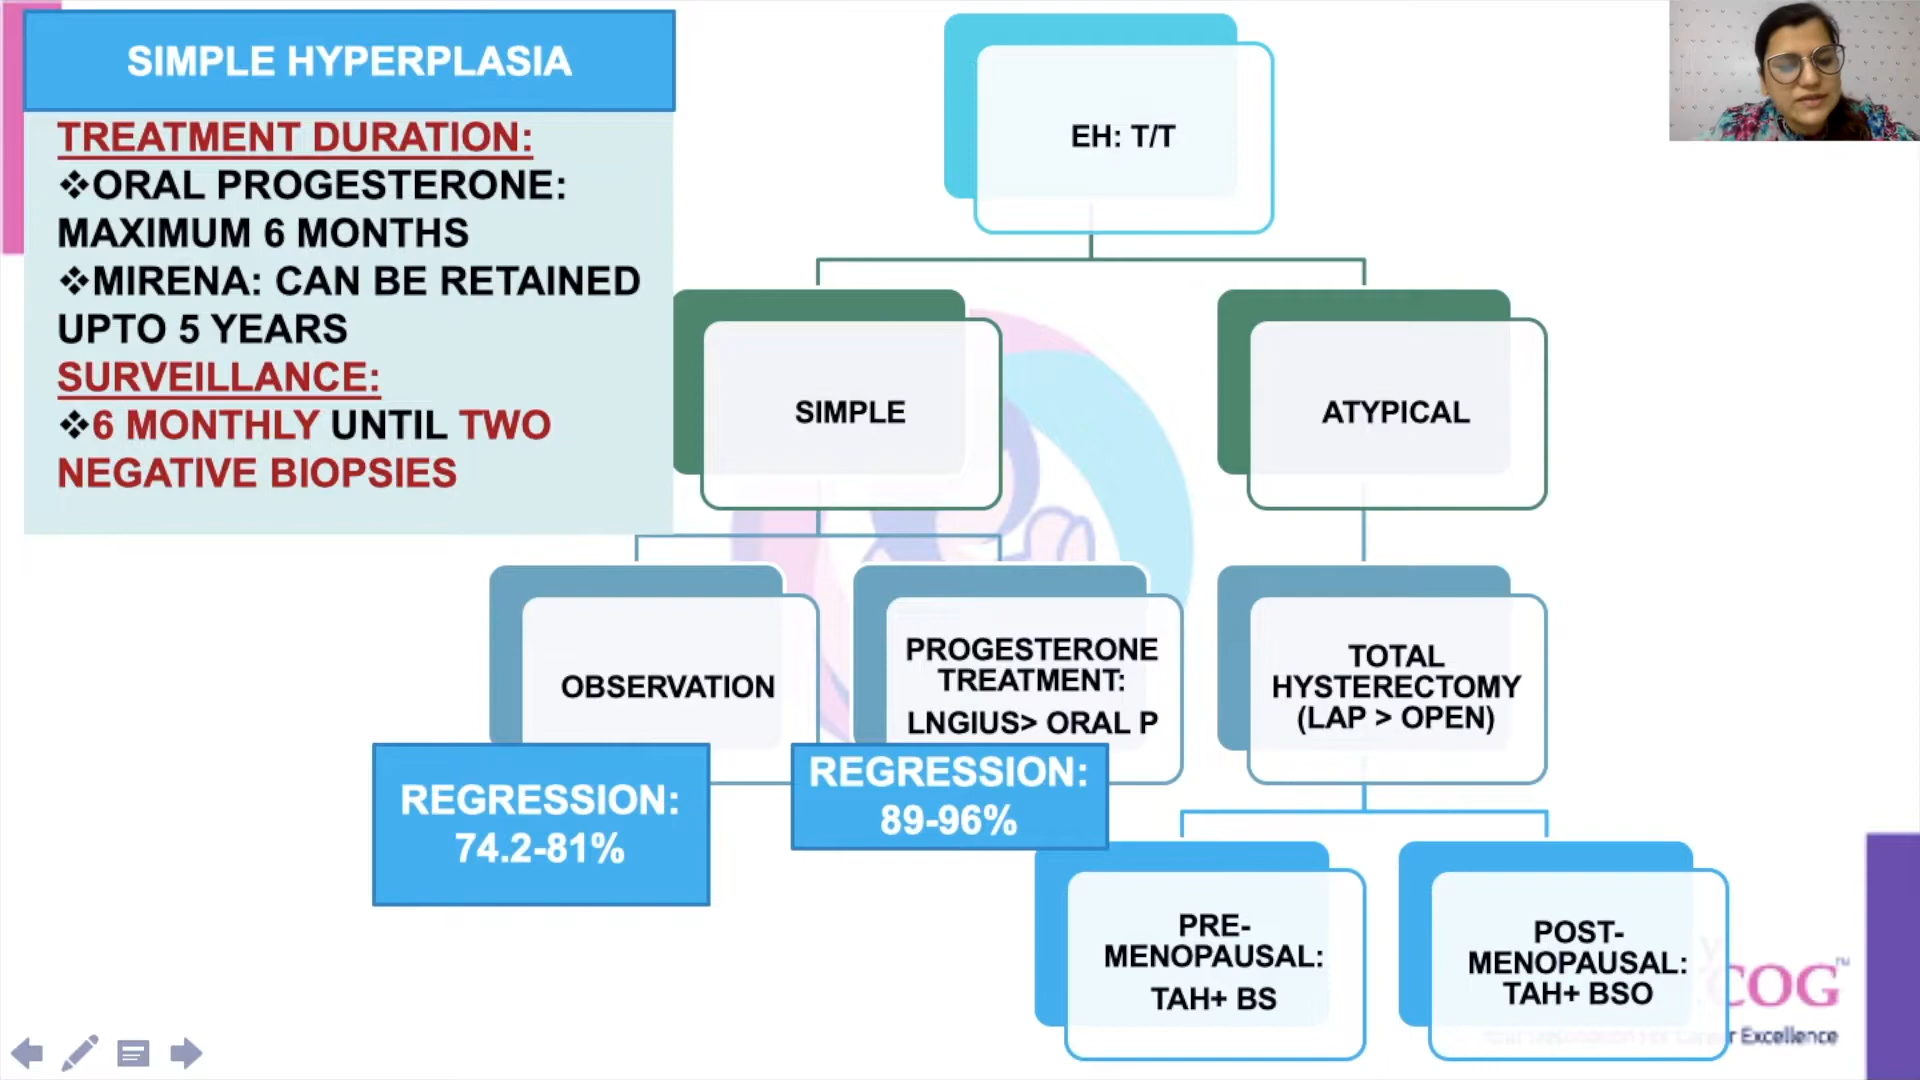 SIMPLE HYPERPLASIA
TREATMENT DURATION:
❖ORAL PROGESTERONE:
MAXIMUM 6 MONTHS
❖MIRENA: CAN BE RETAINED
UPTO 5 YEARS
SURVEILLANCE:
❖6 MONTHLY UNTIL TWO
NEGATIVE BIOPSIES
EH: T/T
SIMPLE
ATYPICAL
OBSERVATION
REGRESSION:
74.2-81%
PROGESTERONE
TREATMENT:
LNGIUS> ORAL P
REGRESSION:
89-96%
TOTAL
HYSTERECTOMY
(LAP > OPEN)
PRE-
MENOPAUSAL:
TAH+ BS
POST-
MENOPAUSAL:
TAH+ BSO
COG
Excellence